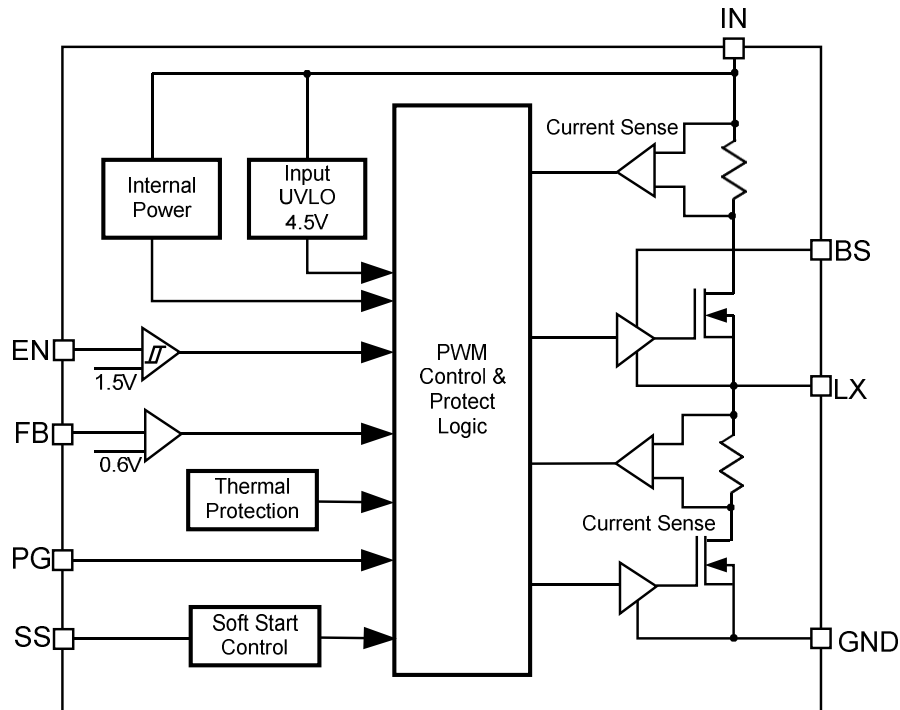 IN
Current Sense
Internal
Power
Input
UVLO
4.5V
BS
EN
1.5V
PWM
Control &
Protect
Logic
LX
FB
0.6V
Thermal
Protection
Current Sense
PG
SS
Soft Start
Control
GND